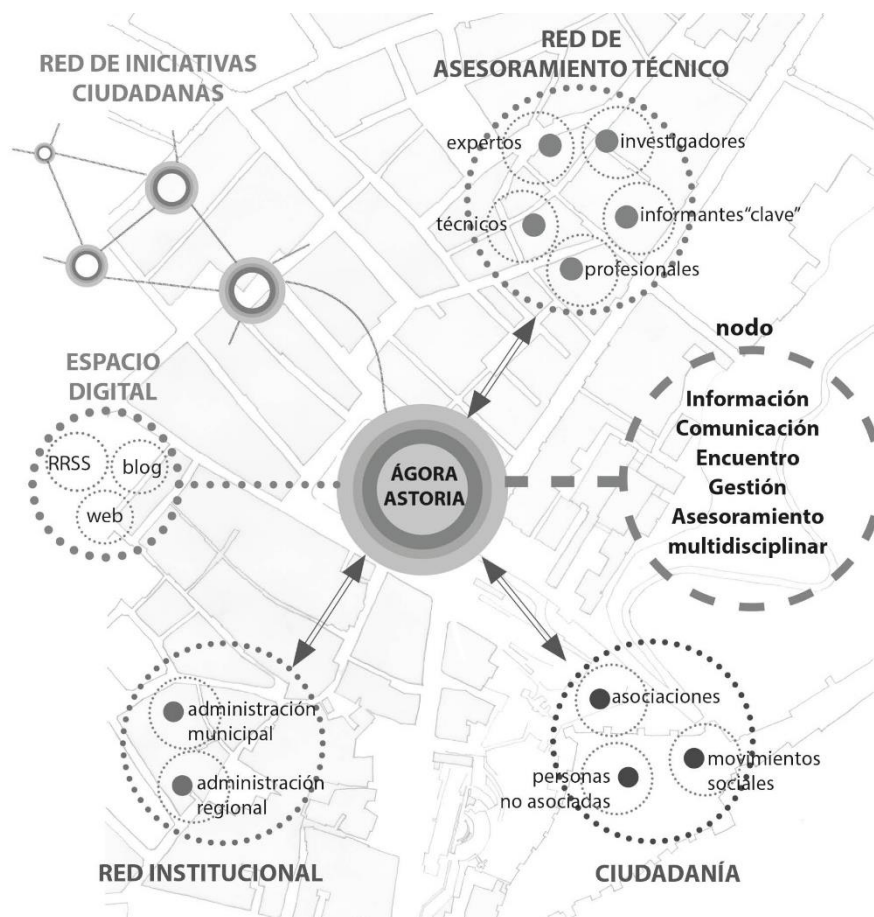 RED DE INICIATIVAS
CIUDADANAS
RED DE
ASESORAMIENTO TÉCNICO
expertos
investigadores
técnicos
informantes“clave”
profesionales
nodo
Información
Comunicación
Encuentro
Gestión
Asesoramiento
multidisciplinar
ESPACIO
DIGITAL
RRSS
blog
web
ÁGORA
ASTORIA
administración
municipal
administración
regional
RED INSTITUCIONAL
asociaciones
movimientos
sociales
personas
no asociadas
CIUDADANÍA